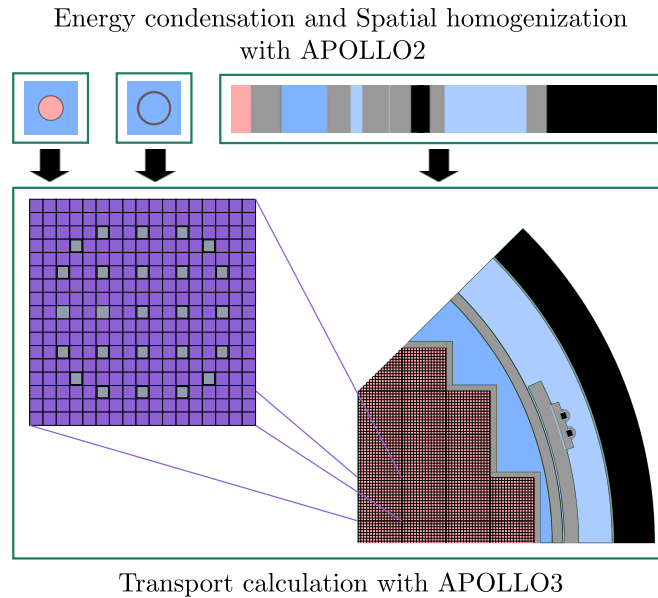 Energy condensation and Spatial homogenization
with APOLLO2
Transport calculation with APOLLO3